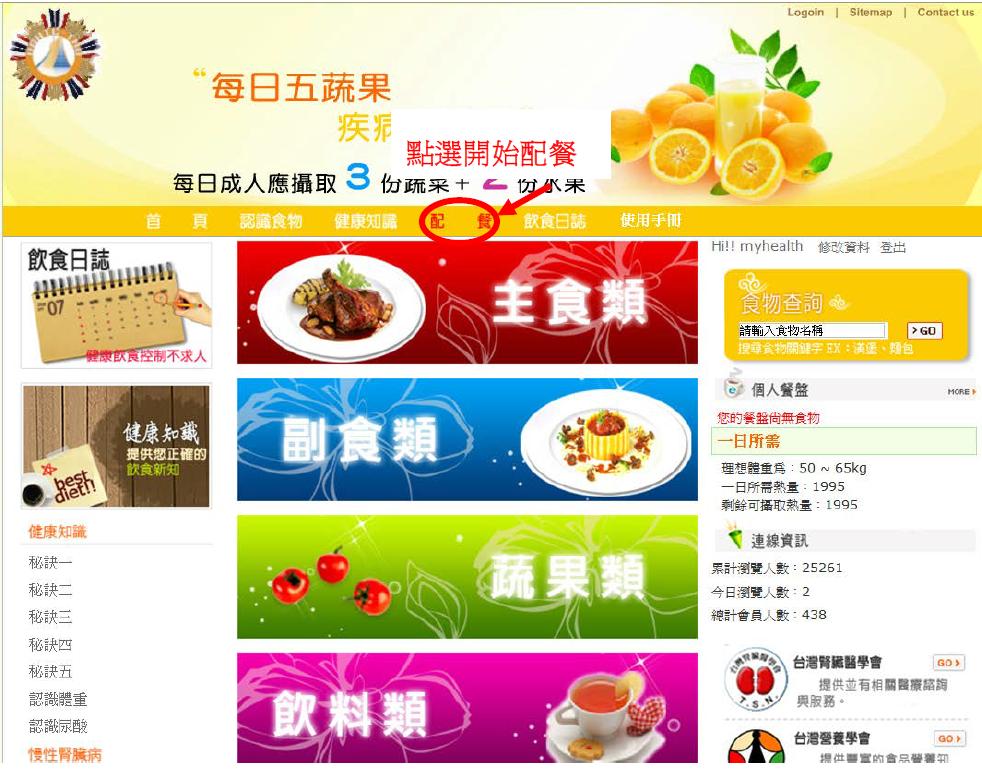 Logoin | Sitemap | Contact us
“每日五蔬果
疾病
點選開始配餐
每日成人應攝取 3 份蔬菜+ 2 份水果
首 頁 認識食物 健康知識 配 餐 飲食日誌 使用手冊
飲食日誌
07
健康飲食控制不求人
健康知識
提供您正確的
飲食新知
best
diet!!
健康知識
秘訣一
秘訣二
秘訣三
秘訣四
秘訣五
認識體重
認識尿酸
慢性腎臟病
主食類
副食類
蔬果類
飲料類
Hi!! myhealth 修改資料 登出
食物查詢
請輸入食物名稱 > GO
搜尋食物關鍵字 EX：漢堡、麵包
個人餐盤 MORE
您的餐盤尚無食物
一日所需
理想體重為：50 ~ 65kg
一日所需熱量：1995
剩餘可攝取熱量：1995
連線資訊
累計瀏覽人數：25261
今日瀏覽人數：2
總計會員人數：438
台灣腎臟醫學會
T.S.N.
台灣腎臟醫學會 GO
提供並有相關醫療諮詢
與服務。
台灣營養學會 GO
提供豐富的食品營養知